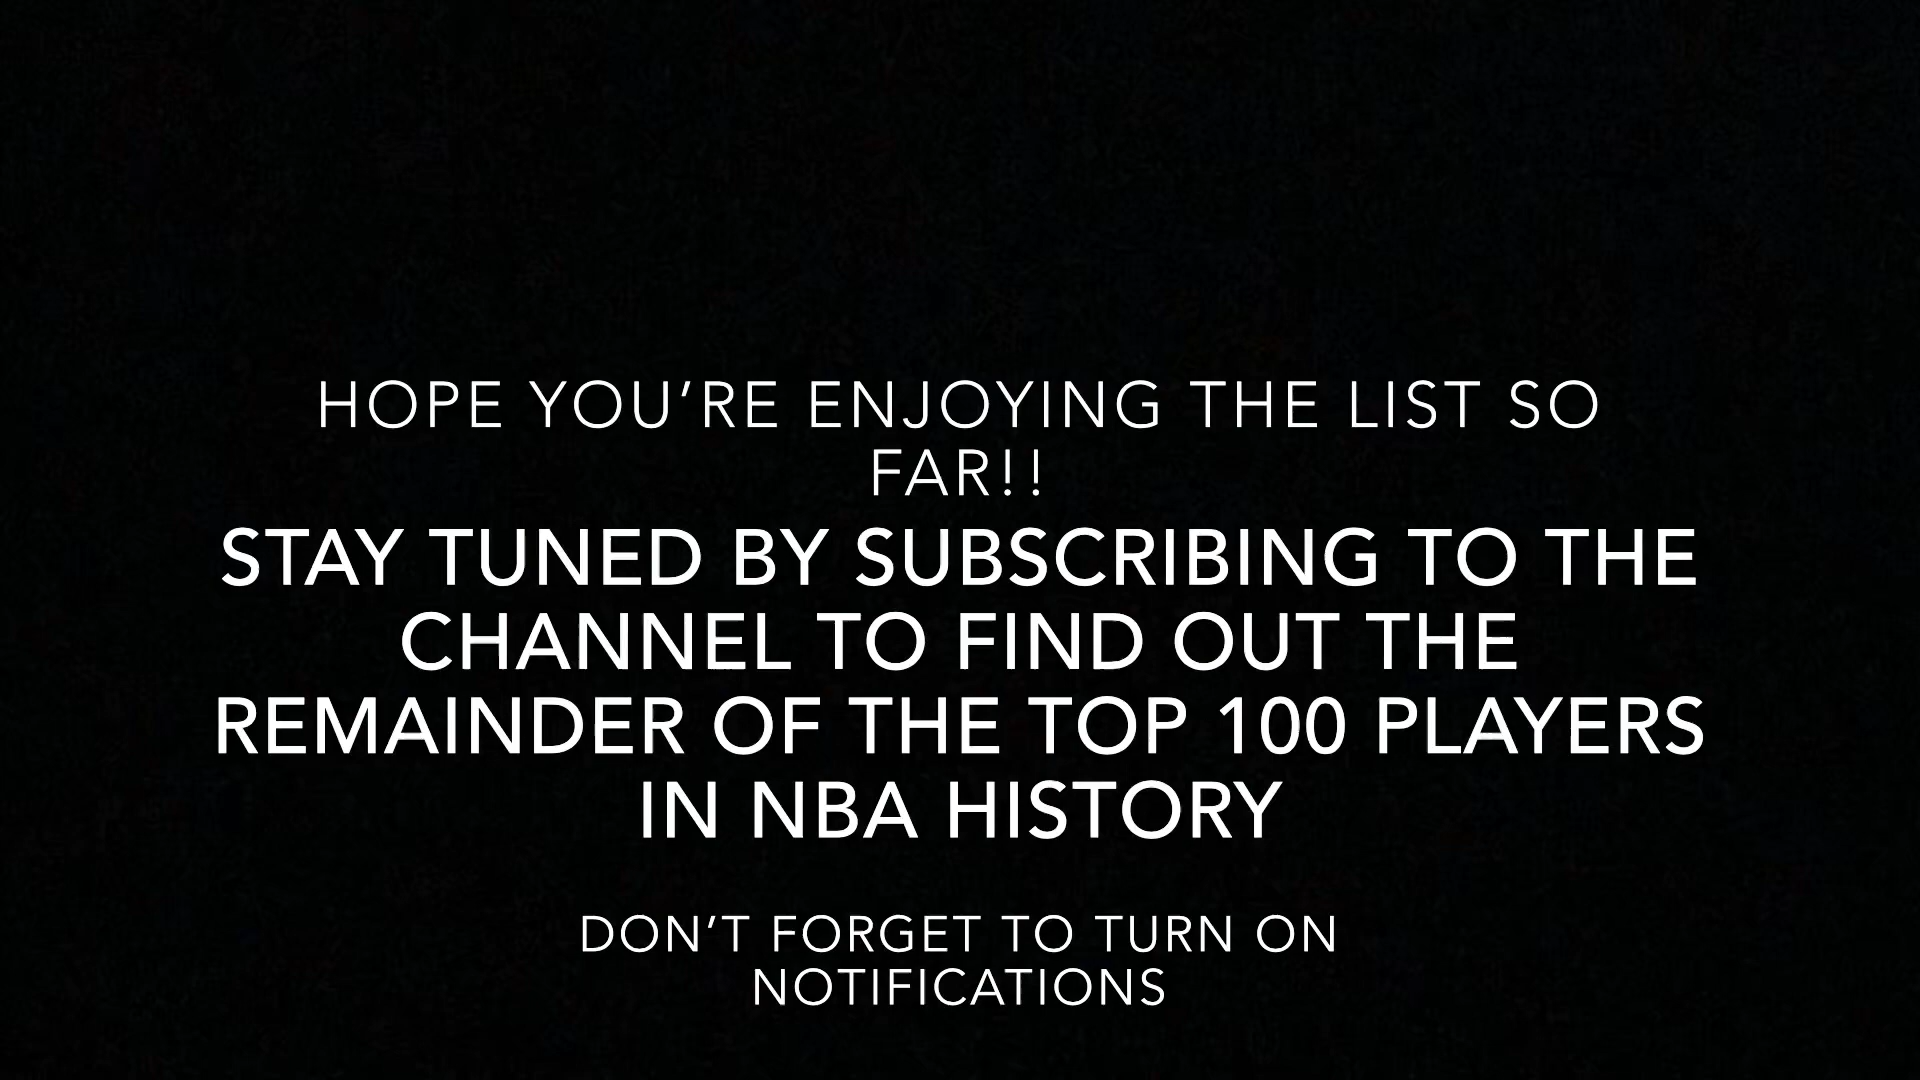 HOPE YOU’RE ENJOYING THE LIST SO
FAR!!
STAY TUNED BY SUBSCRIBING TO THE
CHANNEL TO FIND OUT THE
REMAINDER OF THE TOP 100 PLAYERS
IN NBA HISTORY
DON’T FORGET TO TURN ON
NOTIFICATIONS